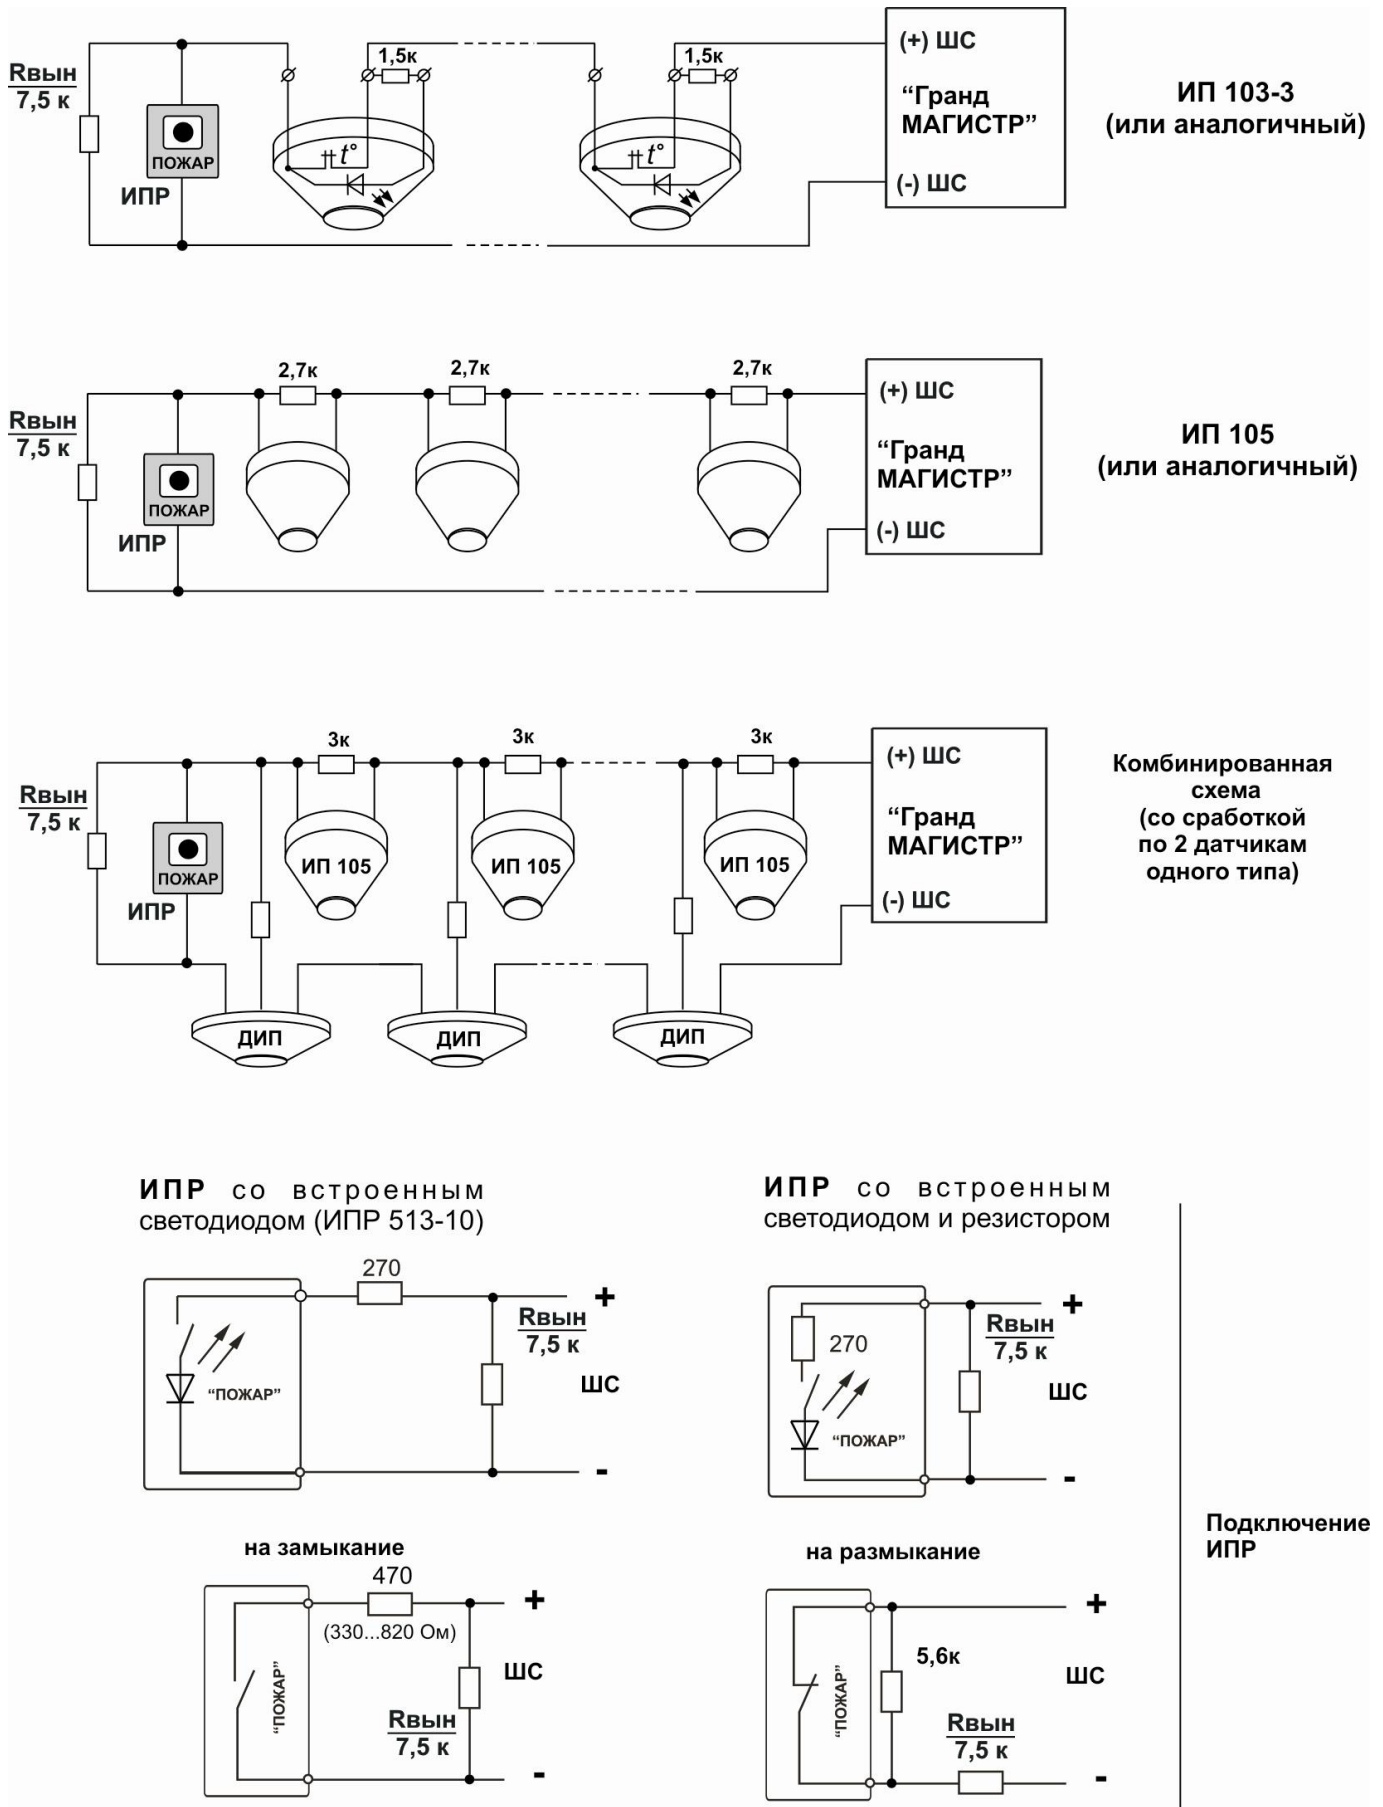 Rвын
7,5 к
ПОЖАР
ИПР
1,5к
t°
1,5к
t°
(+) ШС
“Гранд
МАГИСТР”
(-) ШС
ИП 103-3
(или аналогичный)
Rвын
7,5 к
ПОЖАР
ИПР
2,7к
2,7к
2,7к
(+) ШС
“Гранд
МАГИСТР”
(-) ШС
ИП 105
(или аналогичный)
Rвын
7,5 к
ПОЖАР
ИПР
3к
3к
3к
ИП 105
ИП 105
ИП 105
ДИП
ДИП
ДИП
(+) ШС
“Гранд
МАГИСТР”
(-) ШС
Комбинированная
схема
(со сработкой
по 2 датчикам
одного типа)
ИПР со встроенным
светодиодом (ИПР 513-10)
270
+
Rвын
7,5 к
ШС
“ПОЖАР”
-
ИПР со встроенным
светодиодом и резистором
+
Rвын
7,5 к
270
ШС
“ПОЖАР”
-
на замыкание
470
+
(330...820 Ом)
“ПОЖАР”
ШС
Rвын
7,5 к
-
на размыкание
+
5,6к
“ПОЖАР”
ШС
Rвын
7,5 к
-
Подключение
ИПР